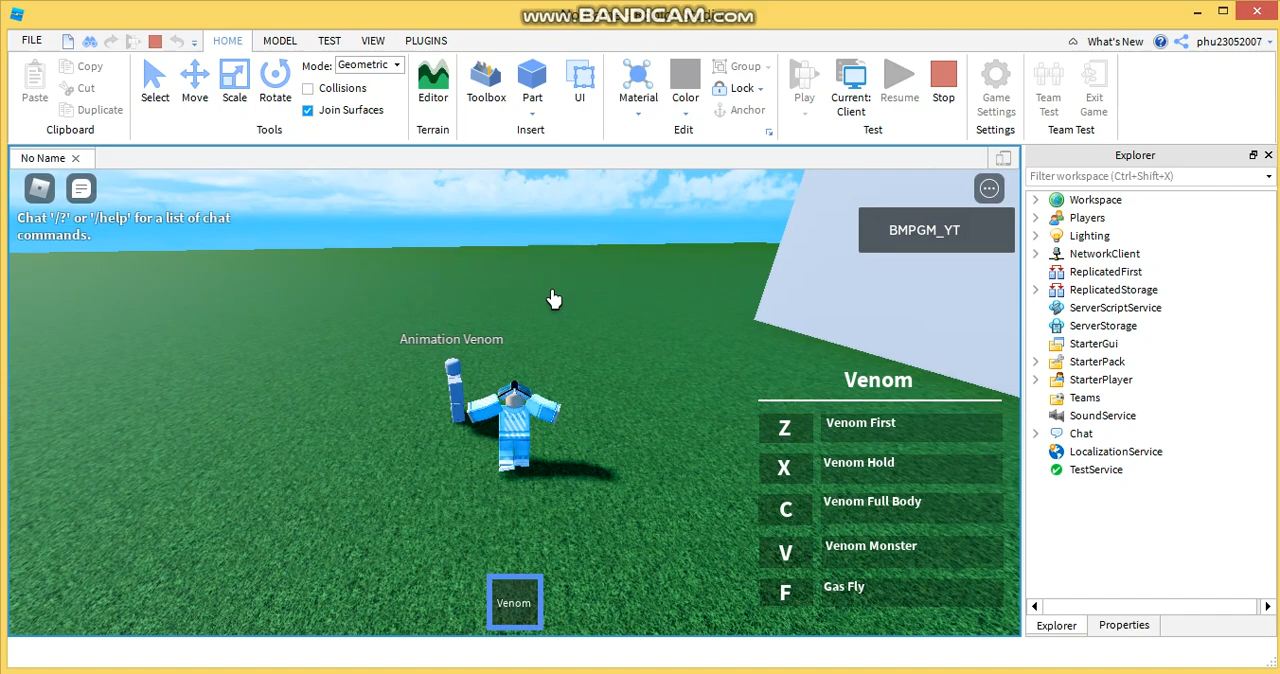 www.BANDICAM.com
FILE
HOME
MODEL
TEST
VIEW
PLUGINS
What's New
phu23052007
Paste
Copy
Cut
Duplicate
Clipboard
Select
Move
Scale
Rotate
Mode:
Geometric
Collisions
Join Surfaces
Tools
Editor
Terrain
Toolbox
Part
UI
Insert
Material
Color
Group
Lock
Anchor
Edit
Play
Current:
Client
Resume
Stop
Test
Game
Settings
Settings
Team
Test
Exit
Game
Team Test
No Name
Chat '/?' or '/help' for a list of chat
commands.
BMPGM_YT
Animation Venom
Venom
Z
Venom First
X
Venom Hold
C
Venom Full Body
V
Venom Monster
F
Gas Fly
Venom
Explorer
Filter workspace (Ctrl+Shift+X)
Workspace
Players
Lighting
NetworkClient
ReplicatedFirst
ReplicatedStorage
ServerScriptService
ServerStorage
StarterGui
StarterPack
StarterPlayer
Teams
SoundService
Chat
LocalizationService
TestService
Explorer
Properties